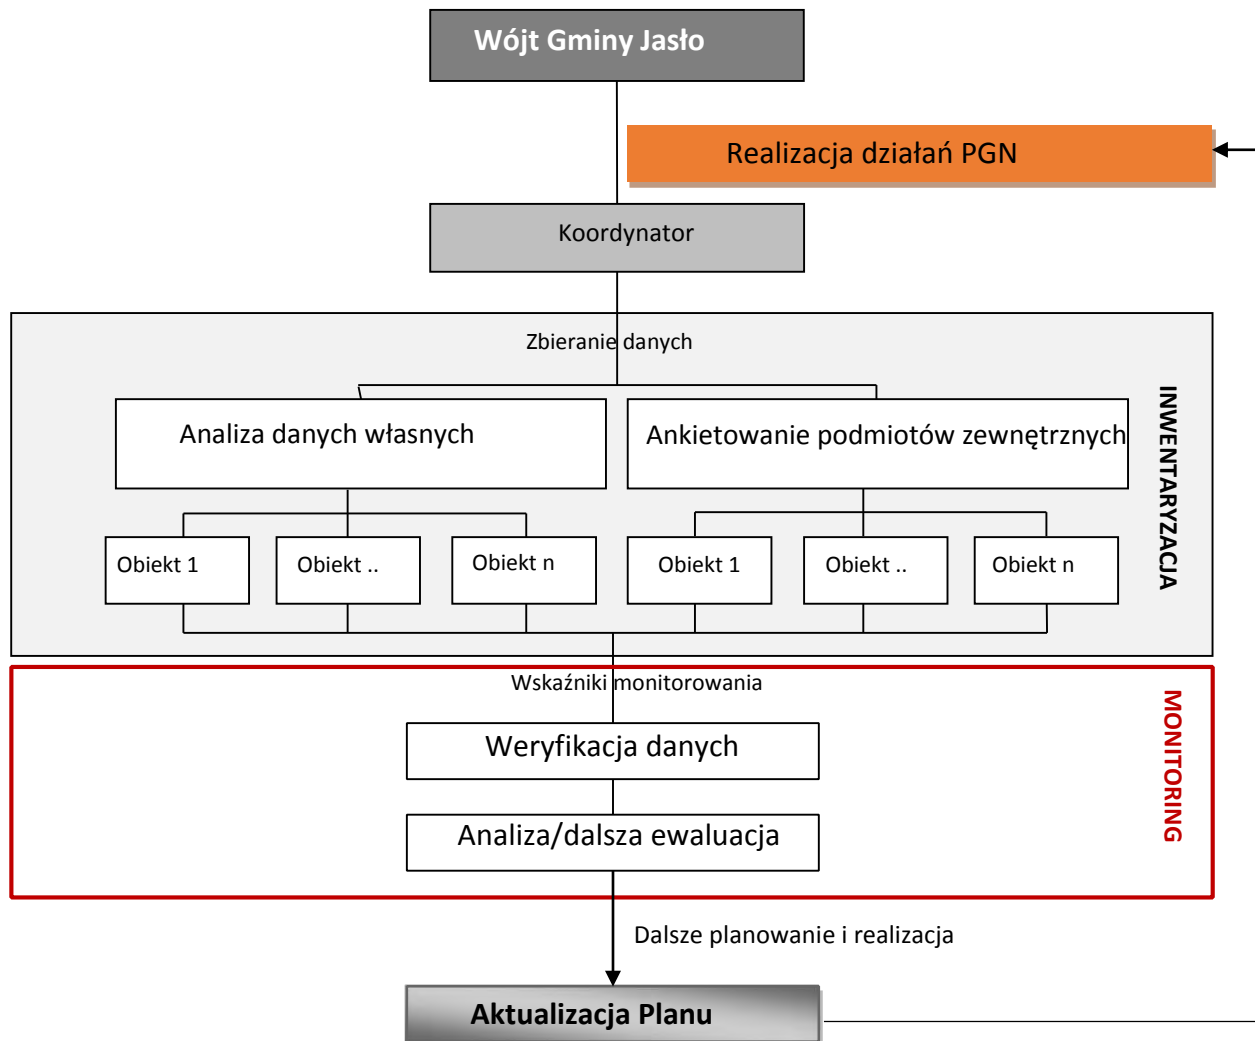 Wójt Gminy Jasło
Realizacja działań PGN
Koordynator
Zbieranie danych
INWENTARYZACJA
Analiza danych własnych
Ankietowanie podmiotów zewnętrznych
Obiekt 1
Obiekt ..
Obiekt n
Obiekt 1
Obiekt ..
Obiekt n
Wskaźniki monitorowania
MONITORING
Weryfikacja danych
Analiza/dalsza ewaluacja
Dalsze planowanie i realizacja
Aktualizacja Planu